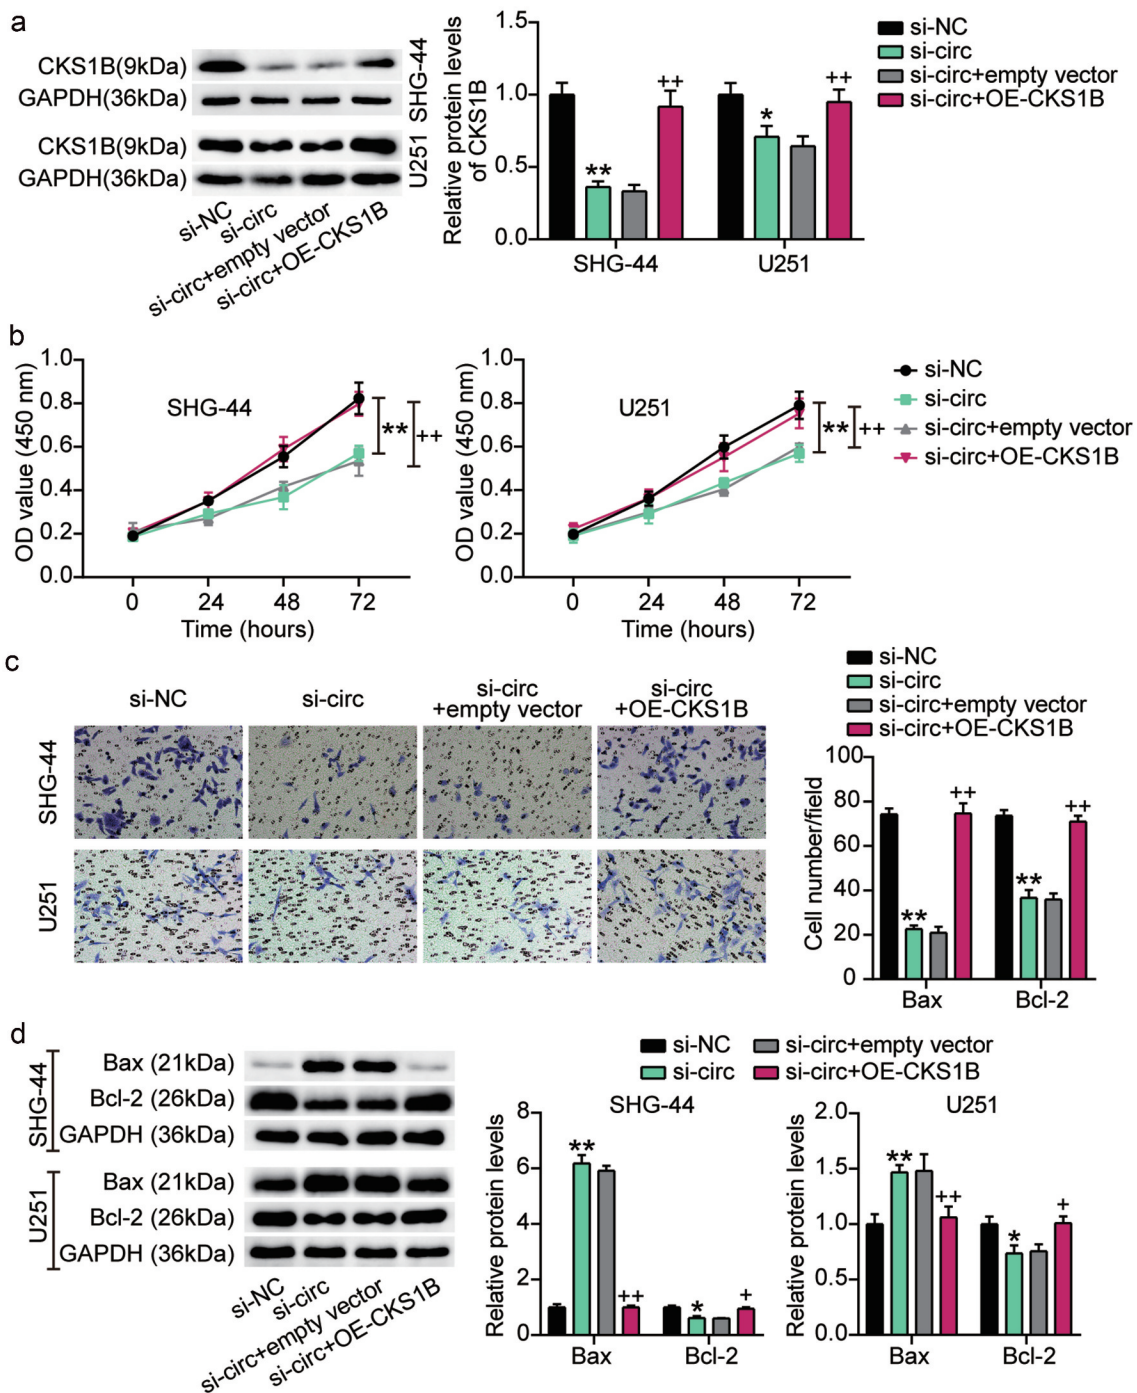 a
CKS1B(9kDa)
GAPDH(36kDa)
SHG-44
CKS1B(9kDa)
GAPDH(36kDa)
U251
si-NC
si-circ
si-circ+empty vector
si-circ+OE-CKS1B
Relative protein levels
of CKS1B
1.5
1.0
0.5
0.0
**
++
*
++
SHG-44
U251
si-NC
si-circ
si-circ+empty vector
si-circ+OE-CKS1B
b
OD value (450 nm)
1.0
0.8
0.6
0.4
0.2
0.0
SHG-44
**
++
0
24
48
72
Time (hours)
OD value (450 nm)
1.0
0.8
0.6
0.4
0.2
0.0
U251
**
++
0
24
48
72
Time (hours)
si-NC
si-circ
si-circ+empty vector
si-circ+OE-CKS1B
c
si-NC
si-circ
si-circ
+empty vector
si-circ
+OE-CKS1B
SHG-44
U251
si-NC
si-circ
si-circ+empty vector
si-circ+OE-CKS1B
Cell number/field
100
80
60
40
20
0
**
++
**
++
Bax
Bcl-2
d
SHG-44
Bax (21kDa)
Bcl-2 (26kDa)
GAPDH (36kDa)
U251
Bax (21kDa)
Bcl-2 (26kDa)
GAPDH (36kDa)
si-NC
si-circ
si-circ+empty vector
si-circ+OE-CKS1B
si-NC
si-circ+empty vector
si-circ
si-circ+OE-CKS1B
SHG-44
Relative protein levels
8
6
4
2
0
**
++
*
+
Bax
Bcl-2
U251
Relative protein levels
2.0
1.5
1.0
0.5
0.0
**
++
*
+
Bax
Bcl-2